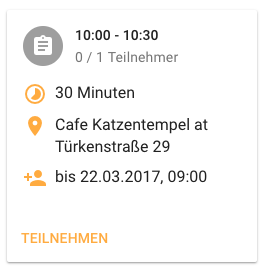 10:00 - 10:30
0 / 1 Teilnehmer
30 Minuten
Cafe Katzentempel at
Türkenstraße 29
bis 22.03.2017, 09:00
TEILNEHMEN